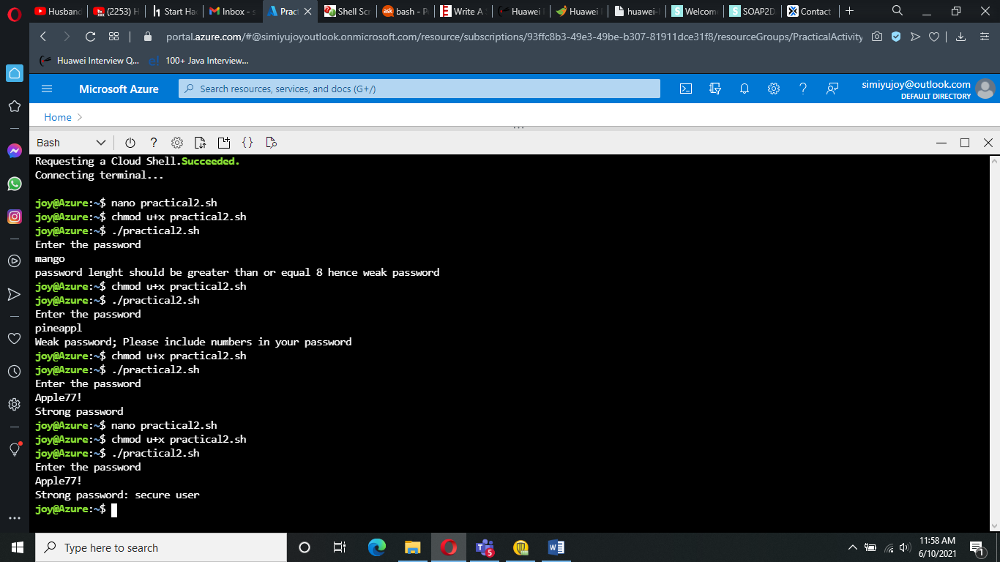 Husband
(2253) H
Start Hac
Inbox - s
Pract
Shell Scr
bash - P
Write A S
Huawei
Huawei
huawei-
Welcome
SOAP2D
Contact
portal.azure.com/#@simiyujoyoutlook.onmicrosoft.com/resource/subscriptions/93ffc8b3-49e3-49be-b307-81911dce31f8/resourceGroups/PracticalActivity
Huawei Interview Q...
100+ Java Interview...
Microsoft Azure
Search resources, services, and docs (G+/)
simiyujoy@outlook.com
DEFAULT DIRECTORY
Home >
Bash
Requesting a Cloud Shell.Succeeded.
Connecting terminal...
joy@Azure:~$ nano practical2.sh
joy@Azure:~$ chmod u+x practical2.sh
joy@Azure:~$ ./practical2.sh
Enter the password
mango
password lenght should be greater than or equal 8 hence weak password
joy@Azure:~$ chmod u+x practical2.sh
joy@Azure:~$ ./practical2.sh
Enter the password
pineappl
Weak password; Please include numbers in your password
joy@Azure:~$ chmod u+x practical2.sh
joy@Azure:~$ ./practical2.sh
Enter the password
Apple77!
Strong password
joy@Azure:~$ nano practical2.sh
joy@Azure:~$ chmod u+x practical2.sh
joy@Azure:~$ ./practical2.sh
Enter the password
Apple77!
Strong password: secure user
joy@Azure:~$
Type here to search
5
11:58 AM
6/10/2021
1